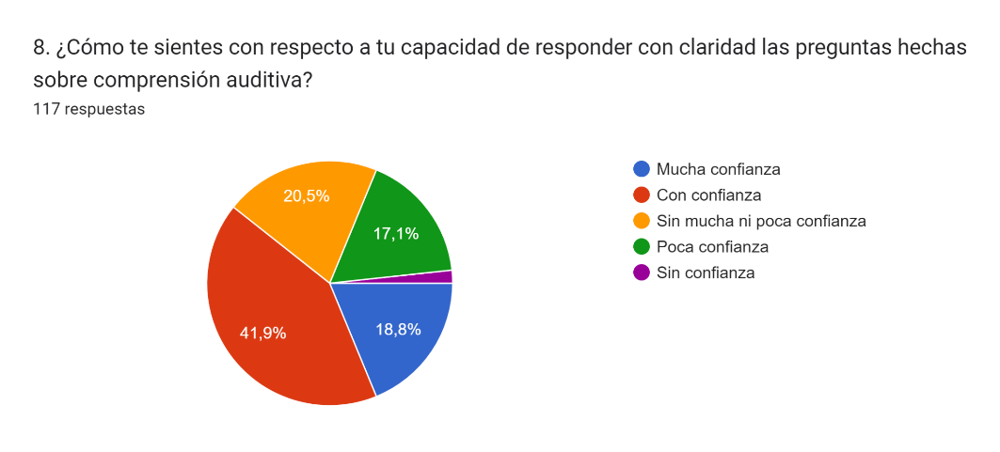 8. ¿Cómo te sientes con respecto a tu capacidad de responder con claridad las preguntas hechas
sobre comprensión auditiva?
117 respuestas
Mucha confianza
Con confianza
Sin mucha ni poca confianza
Poca confianza
Sin confianza
20,5%
17,1%
41,9%
18,8%